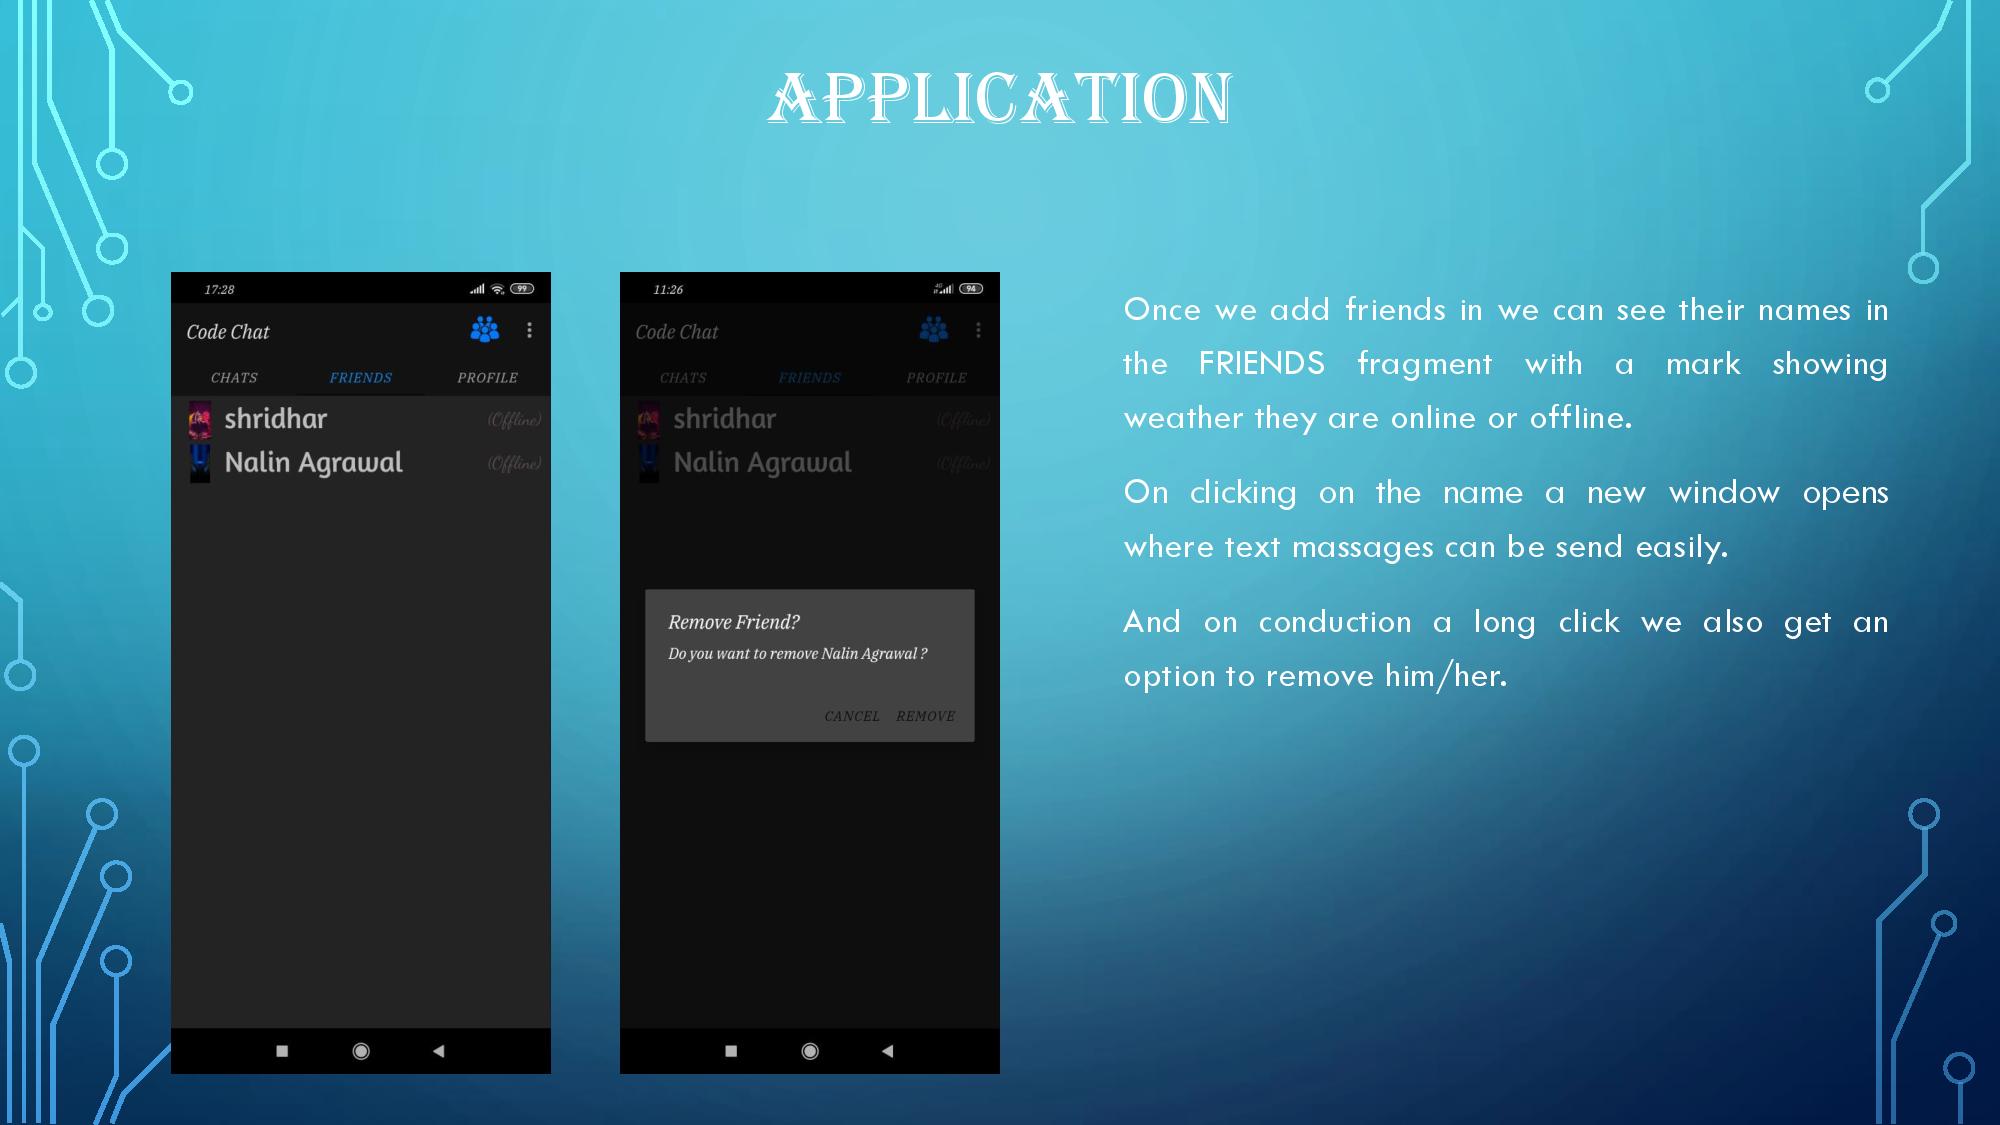 APPLICATION
17:28
99
Code Chat
CHATS FRIENDS PROFILE
shridhar (Offline)
Nalin Agrawal (Offline)
11:26
4G
94
Code Chat
CHATS FRIENDS PROFILE
shridhar (Offline)
Nalin Agrawal (Offline)
Remove Friend?
Do you want to remove Nalin Agrawal ?
CANCEL REMOVE
Once we add friends in we can see their names in
the FRIENDS fragment with a mark showing
weather they are online or offline.
On clicking on the name a new window opens
where text massages can be send easily.
And on conduction a long click we also get an
option to remove him/her.